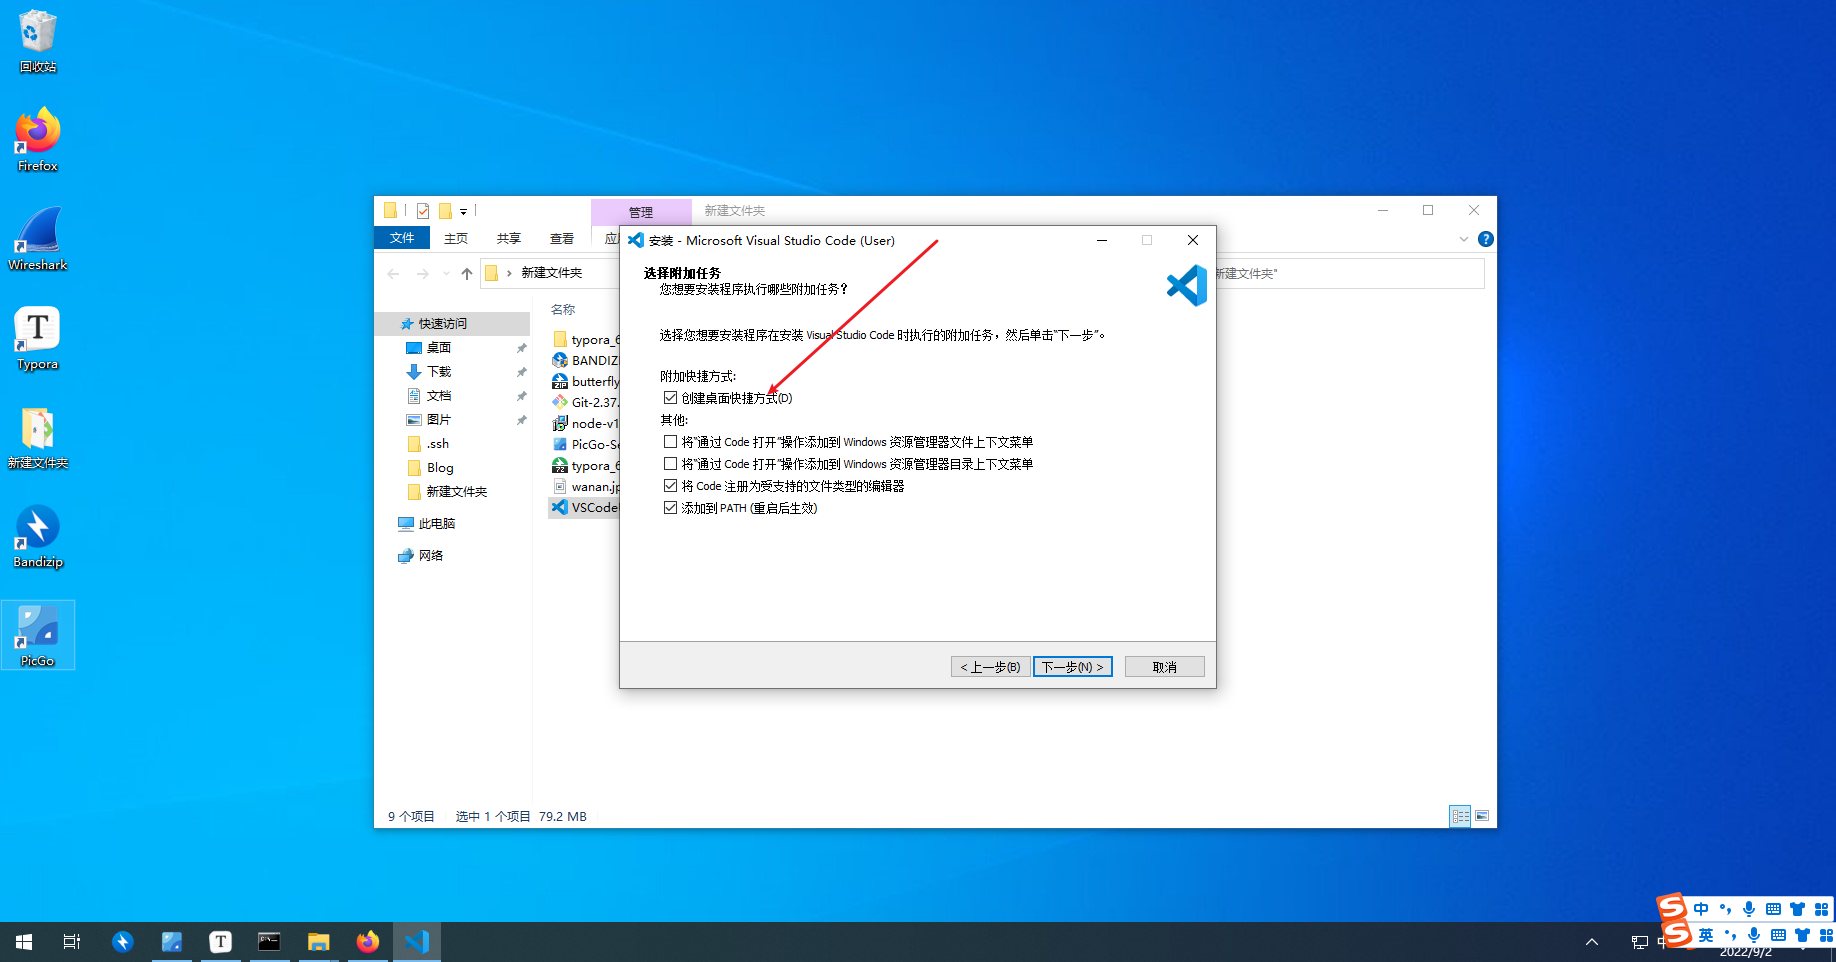 回收站
Firefox
Wireshark
Typora
新建文件夹
Bandizip
PicGo
管理
新建文件夹
文件
主页
共享
查看
新建文件夹
新建文件夹"
快速访问
桌面
下载
文档
图片
.ssh
Blog
新建文件夹
此电脑
网络
名称
typora_6
BANDIZ
butterfly
Git-2.37.
node-v1
PicGo-Se
typora_6
wanan.jp
VSCode
安装 - Microsoft Visual Studio Code (User)
选择附加任务
您想要安装程序执行哪些附加任务？
选择您想要安装程序在安装 Visual Studio Code 时执行的附加任务，然后单击"下一步"。
附加快捷方式:
创建桌面快捷方式(D)
其他:
将"通过 Code 打开"操作添加到 Windows 资源管理器文件上下文菜单
将"通过 Code 打开"操作添加到 Windows 资源管理器目录上下文菜单
将 Code 注册为受支持的文件类型的编辑器
添加到 PATH (重启后生效)
< 上一步(B)
下一步(N) >
取消
9 个项目 选中 1 个项目 79.2 MB
中
英
2022/9/2